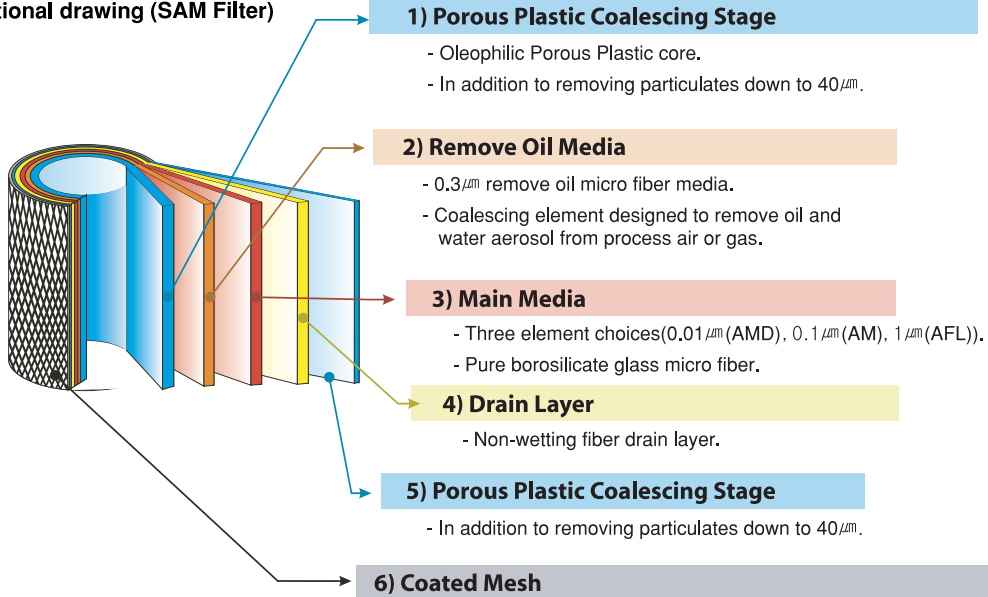 tional drawing (SAM Filter)
1) Porous Plastic Coalescing Stage
- Oleophilic Porous Plastic core.
- In addition to removing particulates down to 40㎛.
2) Remove Oil Media
- 0.3㎛ remove oil micro fiber media.
- Coalescing element designed to remove oil and
water aerosol from process air or gas.
3) Main Media
- Three element choices(0.01㎛(AMD), 0.1㎛(AM), 1㎛(AFL)).
- Pure borosilicate glass micro fiber.
4) Drain Layer
- Non-wetting fiber drain layer.
5) Porous Plastic Coalescing Stage
- In addition to removing particulates down to 40㎛.
6) Coated Mesh